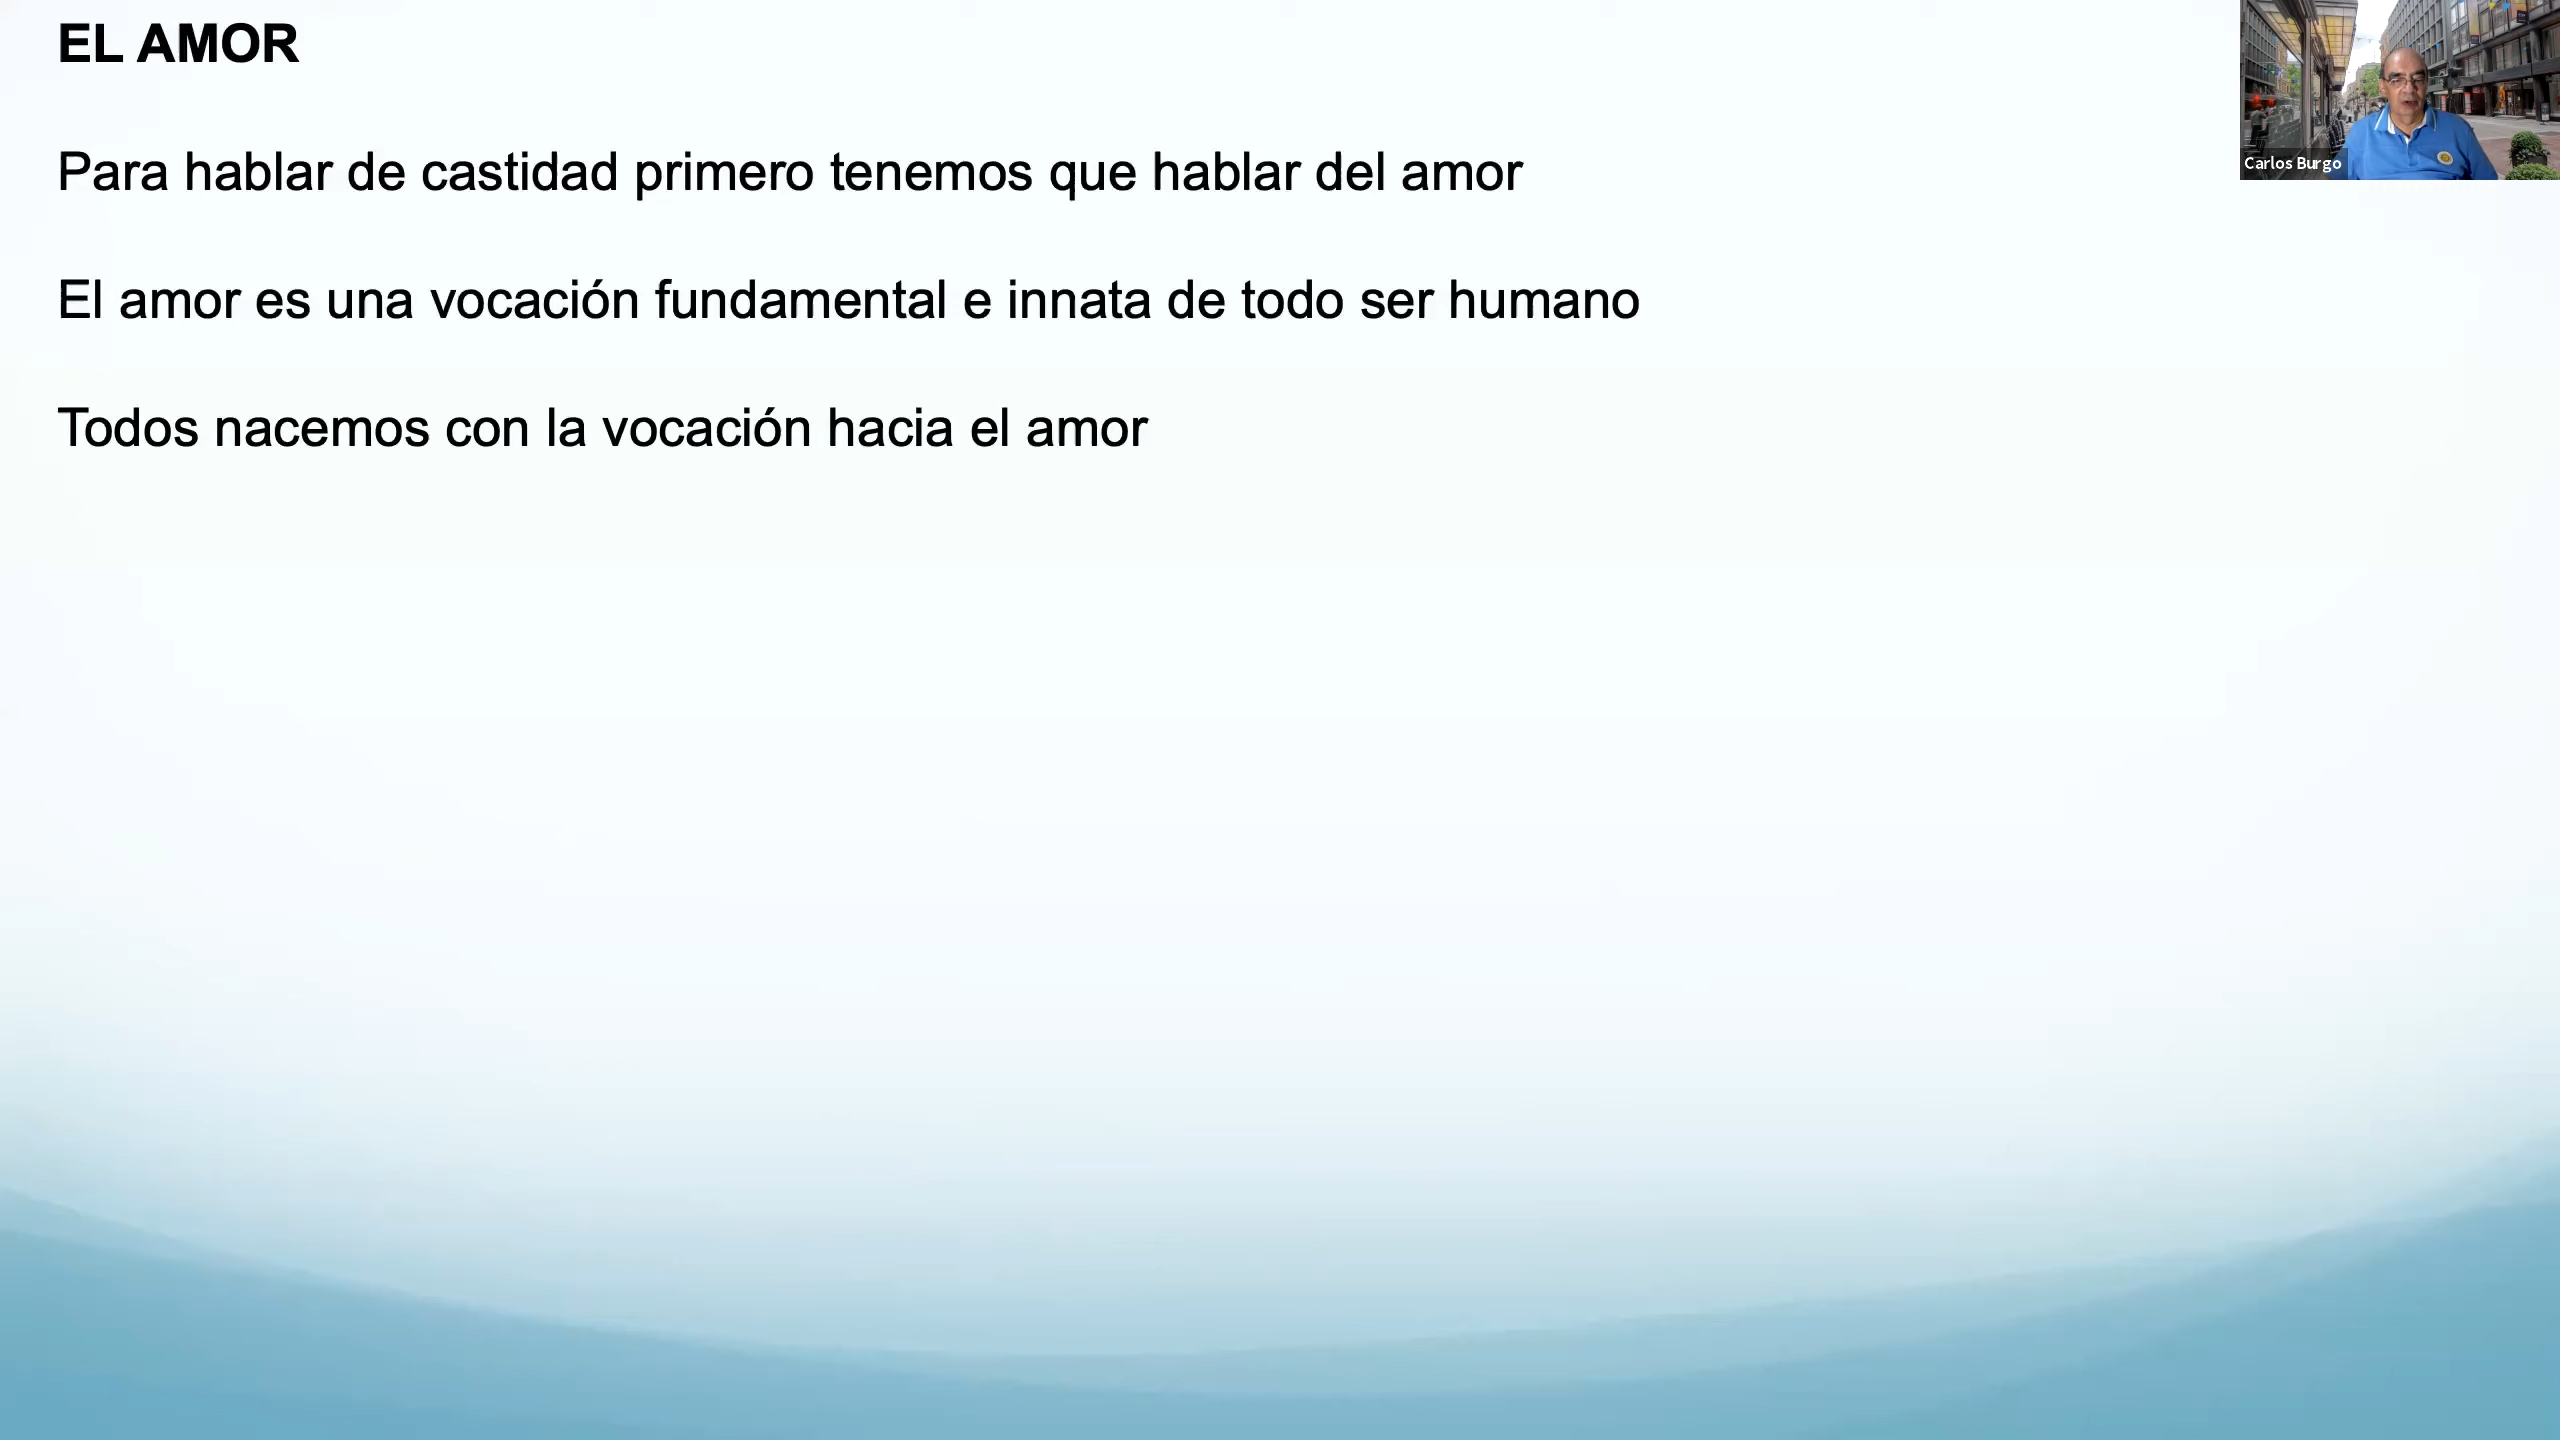 EL AMOR
Para hablar de castidad primero tenemos que hablar del amor
El amor es una vocación fundamental e innata de todo ser humano
Todos nacemos con la vocación hacia el amor
Carlos Burgo